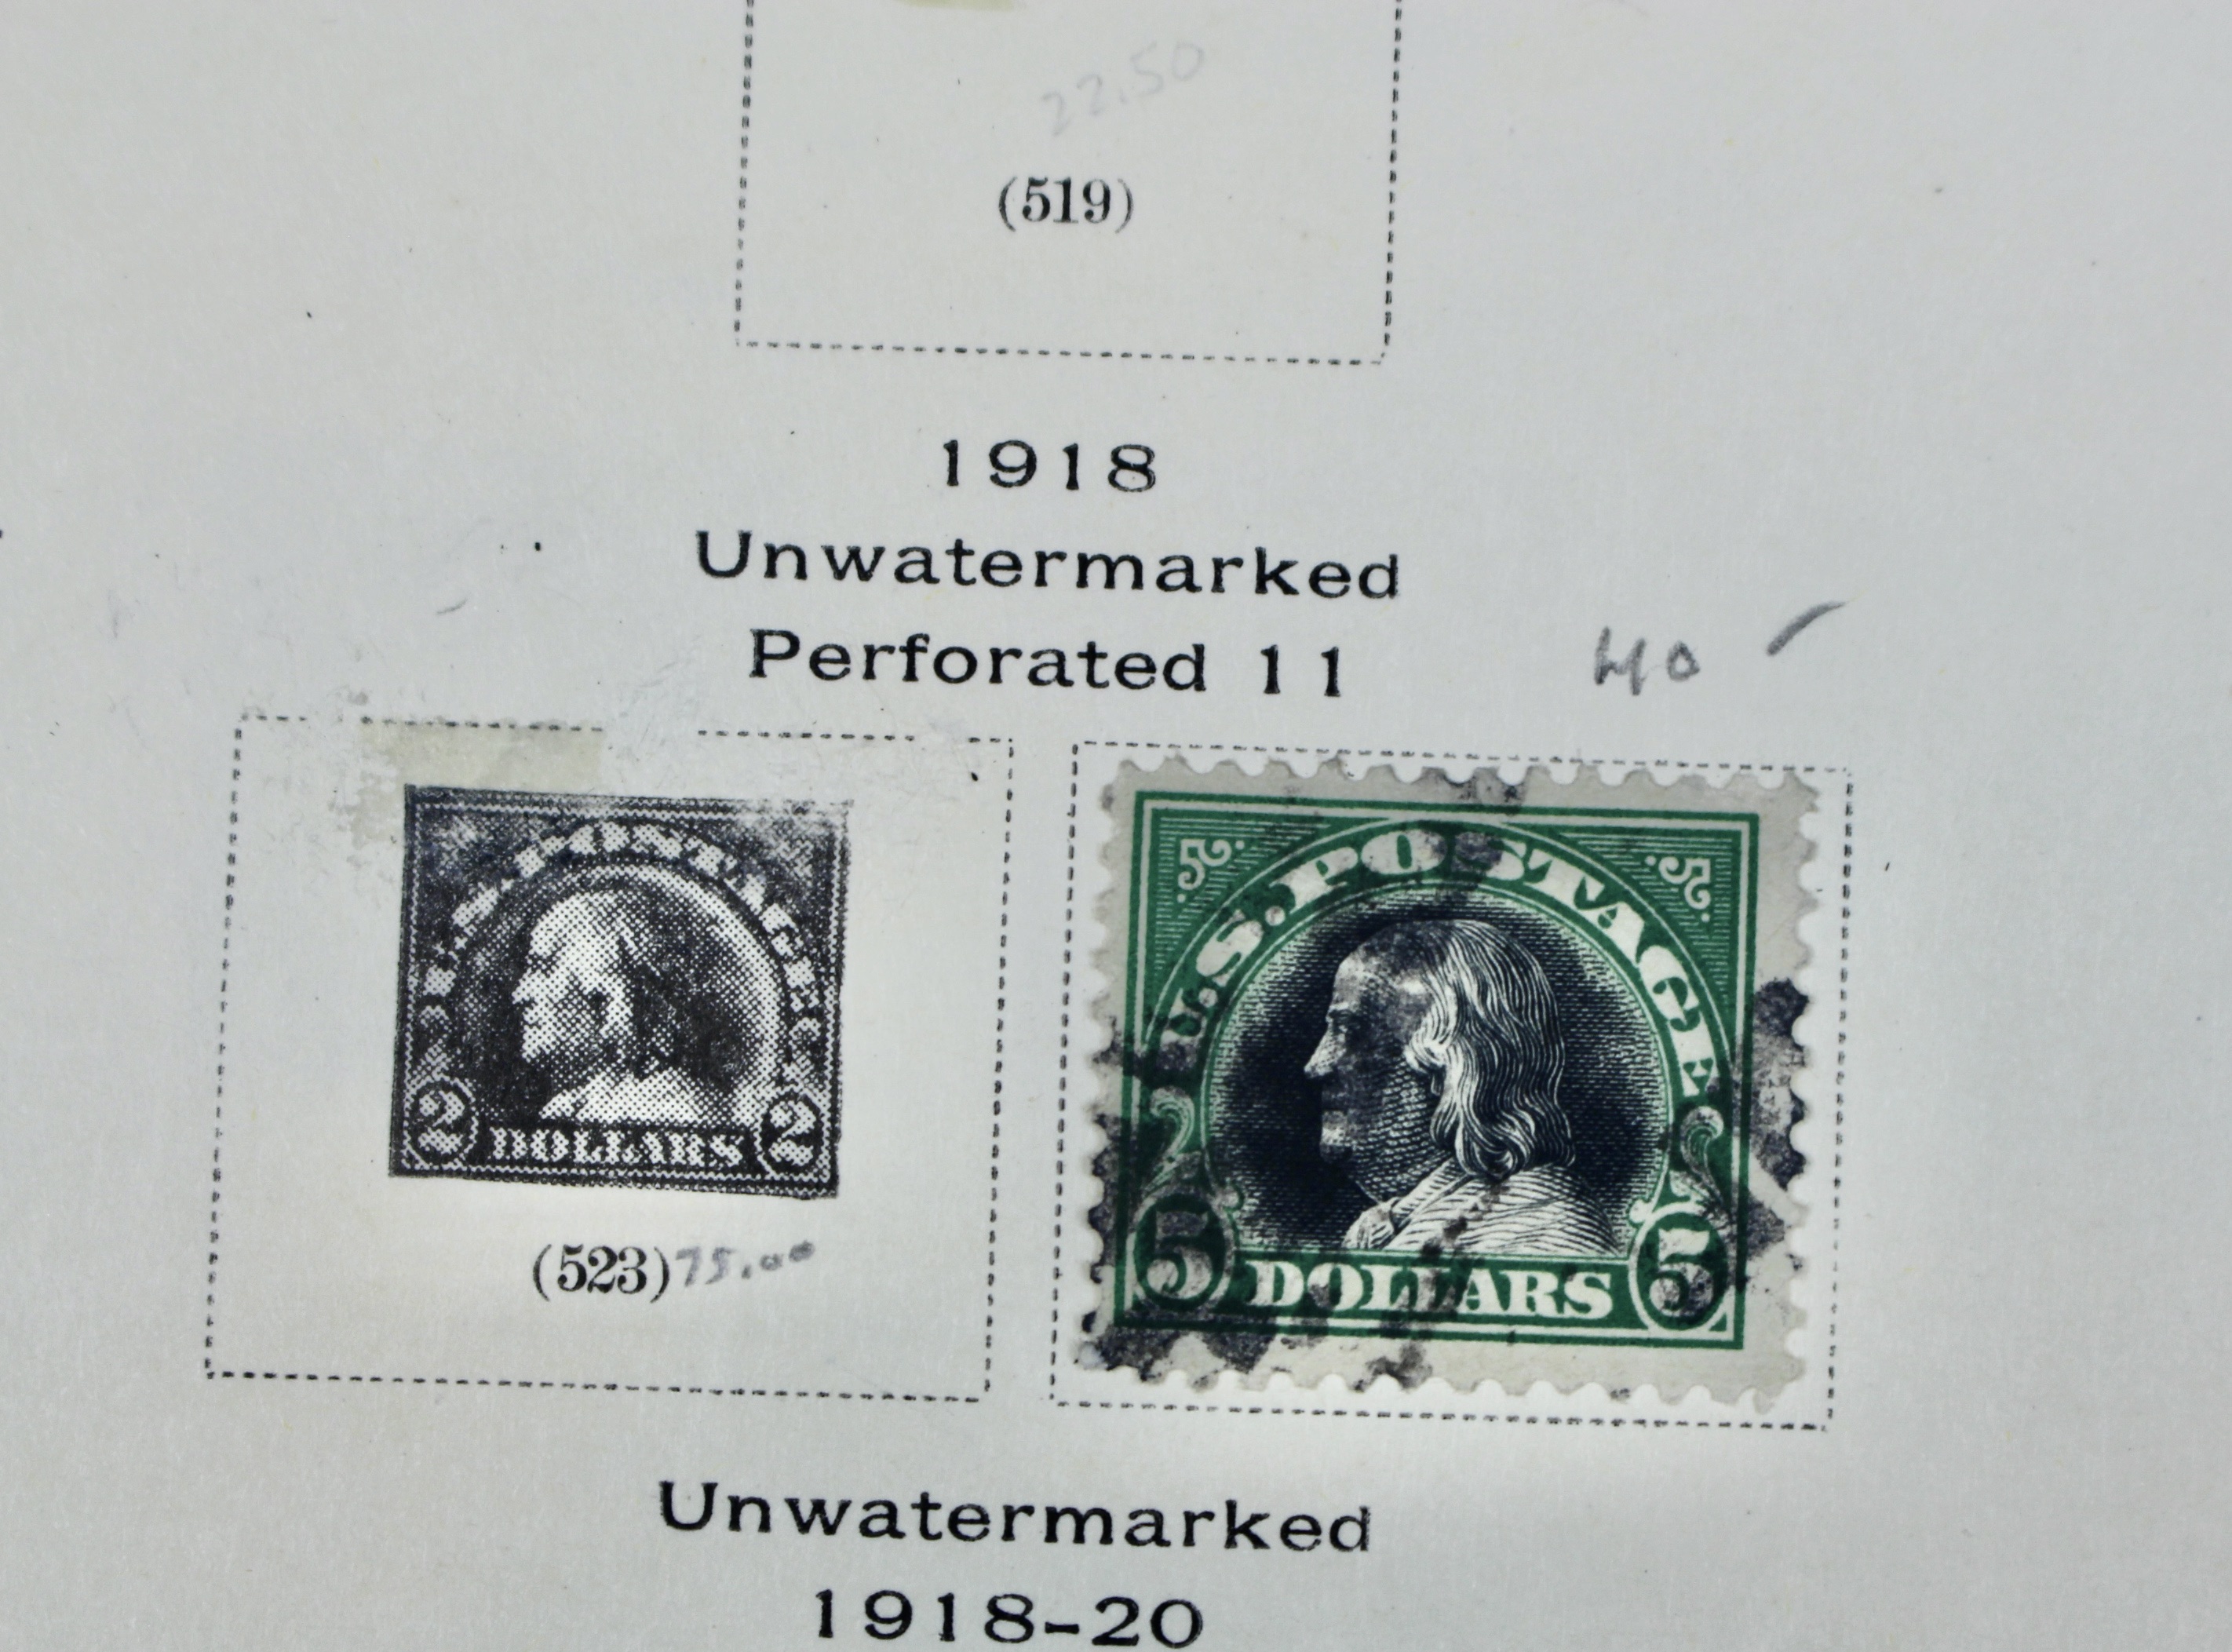 22.50
(519)
1918
Unwatermarked
Perforated 11
40
U.S. POSTAGE
2 DOLLARS 2
(523) 75.00
5 5
U.S. POSTAGE
5 DOLLARS 5
Unwatermarked
1918-20